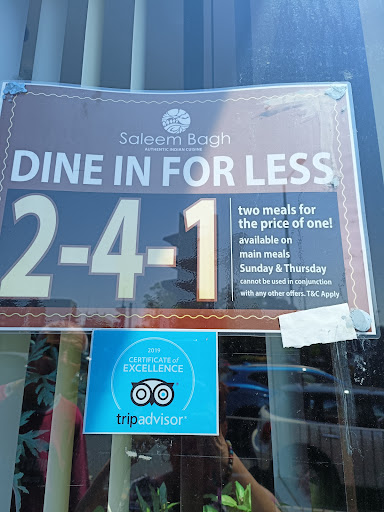 Saleem Bagh
AUTHENTIC INDIAN CUISINE
DINE IN FOR LESS
2-4-1
two meals for
the price of one!
available on
main meals
Sunday & Thursday
cannot be used in conjunction
with any other offers. T&C Apply
2019
CERTIFICATE of
EXCELLENCE
tripadvisor®